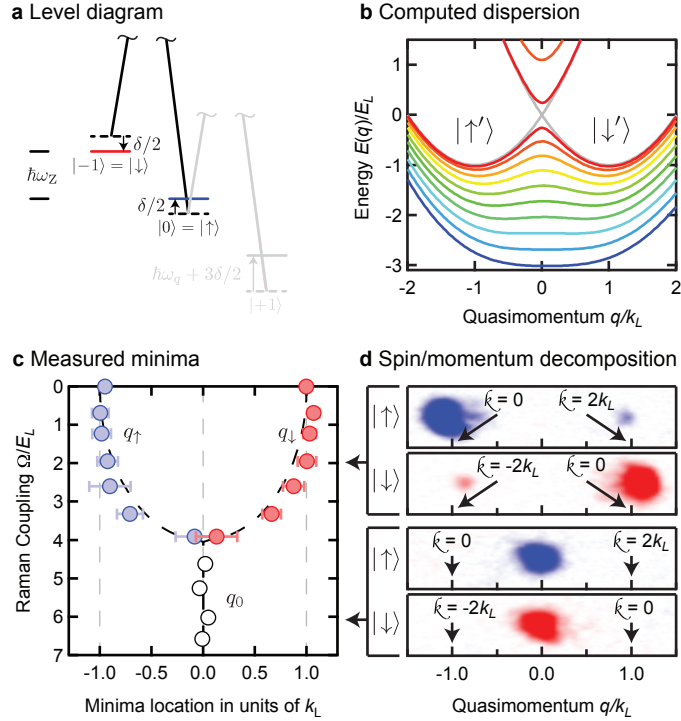 a Level diagram
δ/2
|−1⟩ = |↓⟩
ℏω_Z
δ/2
|0⟩ = |↑⟩
ℏω_q + 3δ/2
|+1⟩
b Computed dispersion
Energy E(q)/E_L
1
0
-1
-2
-3
|↑′⟩
|↓′⟩
-2
-1
0
1
2
Quasimomentum q/k_L
c Measured minima
Raman Coupling Ω/E_L
0
1
2
3
4
5
6
7
q_↑
q_↓
q_0
-1.0
-0.5
0.0
0.5
1.0
Minima location in units of k_L
d Spin/momentum decomposition
|↑⟩
k = 0
k = 2k_L
|↓⟩
k = -2k_L
k = 0
|↑⟩
k = 0
k = 2k_L
|↓⟩
k = -2k_L
k = 0
-1.0
0.0
1.0
Quasimomentum q/k_L